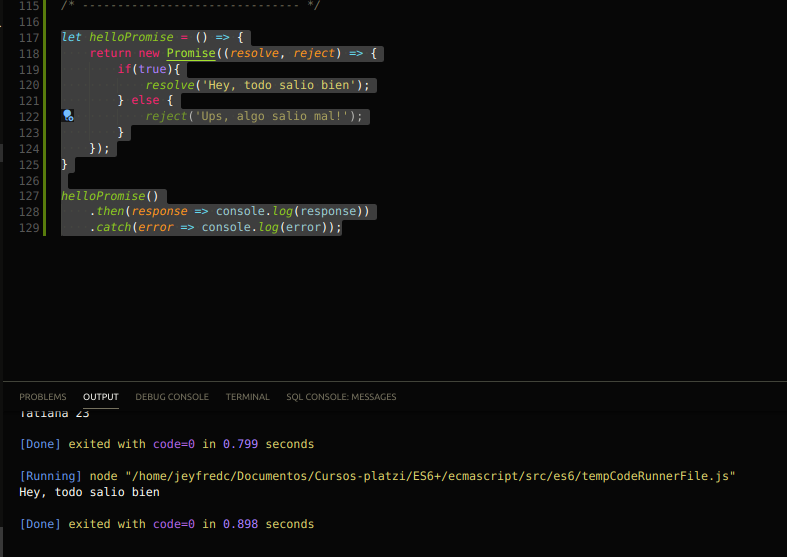 115 /* ------------------------------- */
116
117 let helloPromise = () => {
118     return new Promise((resolve, reject) => {
119         if(true){
120             resolve('Hey, todo salio bien');
121         } else {
122             reject('Ups, algo salio mal!');
123         }
124     });
125 }
126
127 helloPromise()
128     .then(response => console.log(response))
129     .catch(error => console.log(error));
PROBLEMS OUTPUT DEBUG CONSOLE TERMINAL SQL CONSOLE: MESSAGES
Tatiana 23
[Done] exited with code=0 in 0.799 seconds
[Running] node "/home/jeyfredc/Documentos/Cursos-platzi/ES6+/ecmascript/src/es6/tempCodeRunnerFile.js"
Hey, todo salio bien
[Done] exited with code=0 in 0.898 seconds